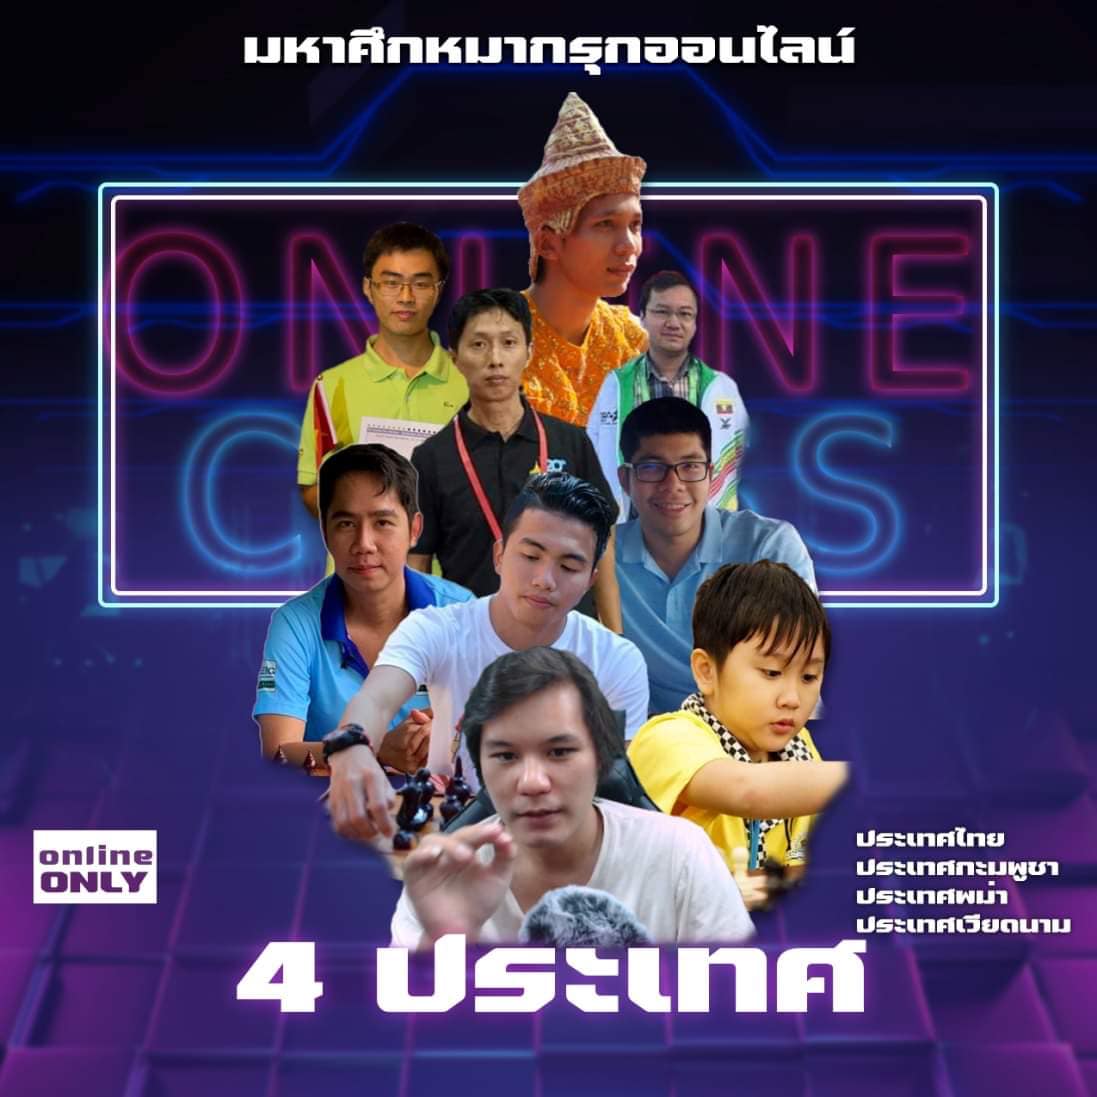 มหาศึกหมากรุกออนไลน์
ONLINE
online
ONLY
ประเทศไทย
ประเทศกะมพูชา
ประเทศพม่า
ประเทศเวียดนาม
4 ประเทศ